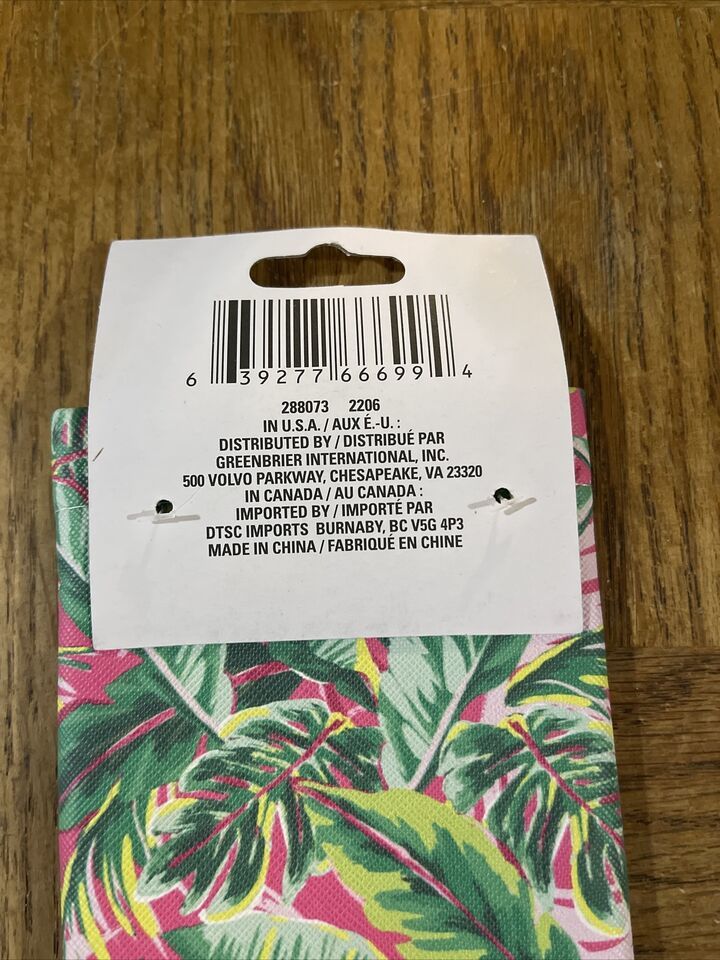 6 39277 66699 4
288073 2206
IN U.S.A. / AUX É.-U. :
DISTRIBUTED BY / DISTRIBUÉ PAR
GREENBRIER INTERNATIONAL, INC.
500 VOLVO PARKWAY, CHESAPEAKE, VA 23320
IN CANADA / AU CANADA :
IMPORTED BY / IMPORTÉ PAR
DTSC IMPORTS BURNABY, BC V5G 4P3
MADE IN CHINA / FABRIQUÉ EN CHINE